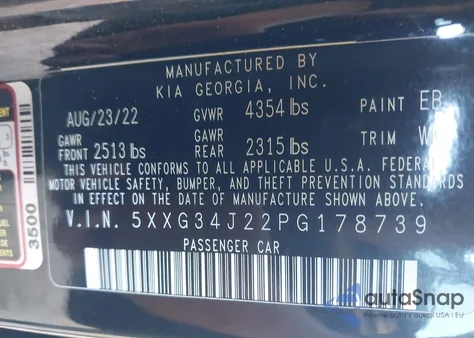 MANUFACTURED BY
KIA GEORGIA, INC.
AUG/23/22 GVWR 4354 lbs PAINT EB
GAWR FRONT 2513 lbs GAWR REAR 2315 lbs TRIM
THIS VEHICLE CONFORMS TO ALL APPLICABLE U.S.A. FEDERAL
MOTOR VEHICLE SAFETY, BUMPER, AND THEFT PREVENTION STANDARDS
IN EFFECT ON THE DATE OF MANUFACTURE SHOWN ABOVE.
V.I.N. 5XXG34J22PG178739
PASSENGER CAR
3500
autoSnap